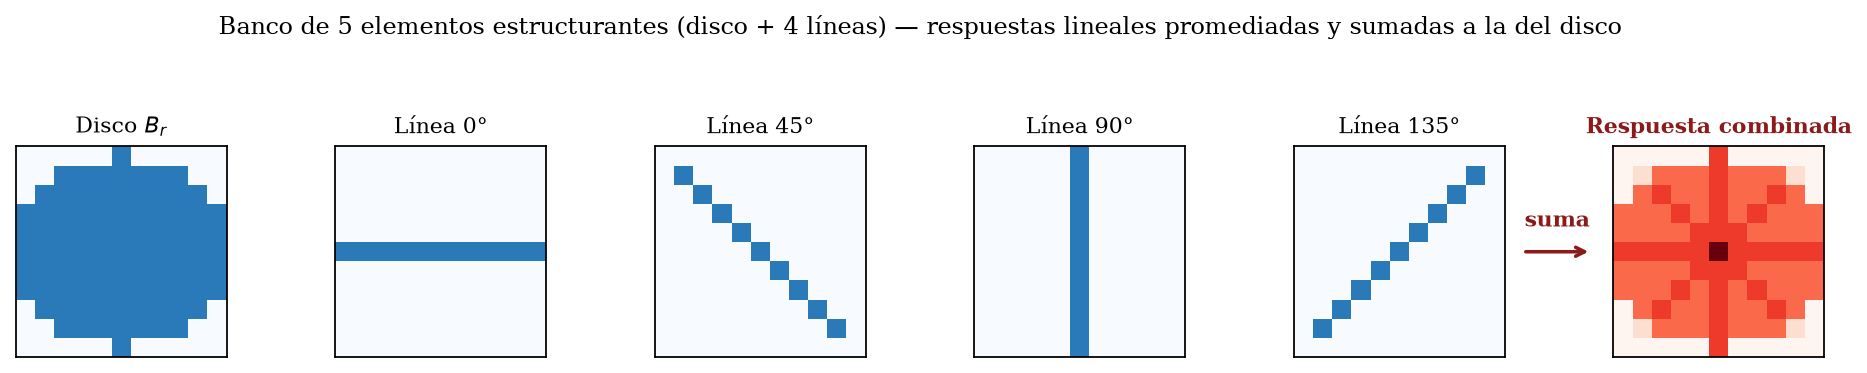 Banco de 5 elementos estructurantes (disco + 4 líneas) — respuestas lineales promediadas y sumadas a la del disco
Disco Bᵣ
Línea 0°
Línea 45°
Línea 90°
Línea 135°
Respuesta combinada
suma